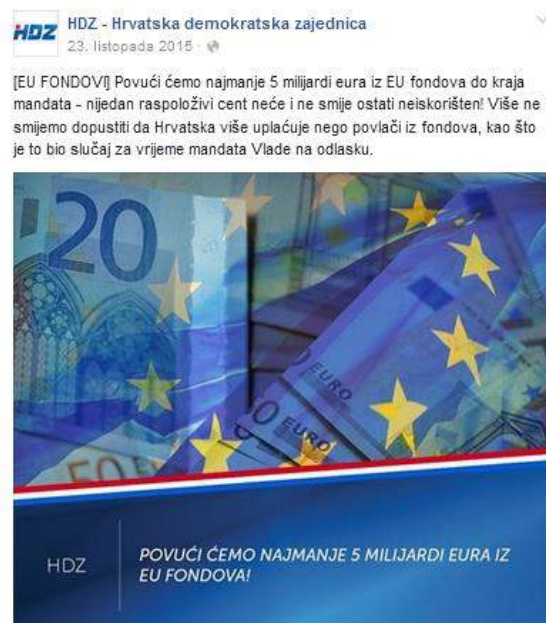 HDZ
HDZ - Hrvatska demokratska zajednica
23. listopada 2015 ·
[EU FONDOVI] Povući ćemo najmanje 5 milijardi eura iz EU fondova do kraja
mandata - nijedan raspoloživi cent neće i ne smije ostati neiskorišten! Više ne
smijemo dopustiti da Hrvatska više uplaćuje nego povlači iz fondova, kao što
je to bio slučaj za vrijeme mandata Vlade na odlasku.
20
EURO
0 EURO
HDZ
POVUĆI ĆEMO NAJMANJE 5 MILIJARDI EURA IZ
EU FONDOVA!